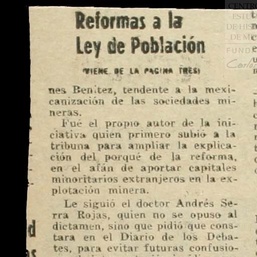 Reformas a la
Ley de Población
(VIENE DE LA PAGINA TRES)
nes Benítez, tendente a la mexi-
canización de las sociedades mi-
neras.
Fué el propio autor de la ini-
ciativa quien primero subió a la
tribuna para ampliar la explica-
ción del porqué de la reforma,
en el afán de aportar capitales
minoritarios extranjeros en la ex-
plotación minera.
Le siguió el doctor Andrés Se-
rra Rojas, quien no se opuso al
dictamen, sino que pidió que cons-
tara en el Diario de los Deba-
tes, para evitar futuras confusio-